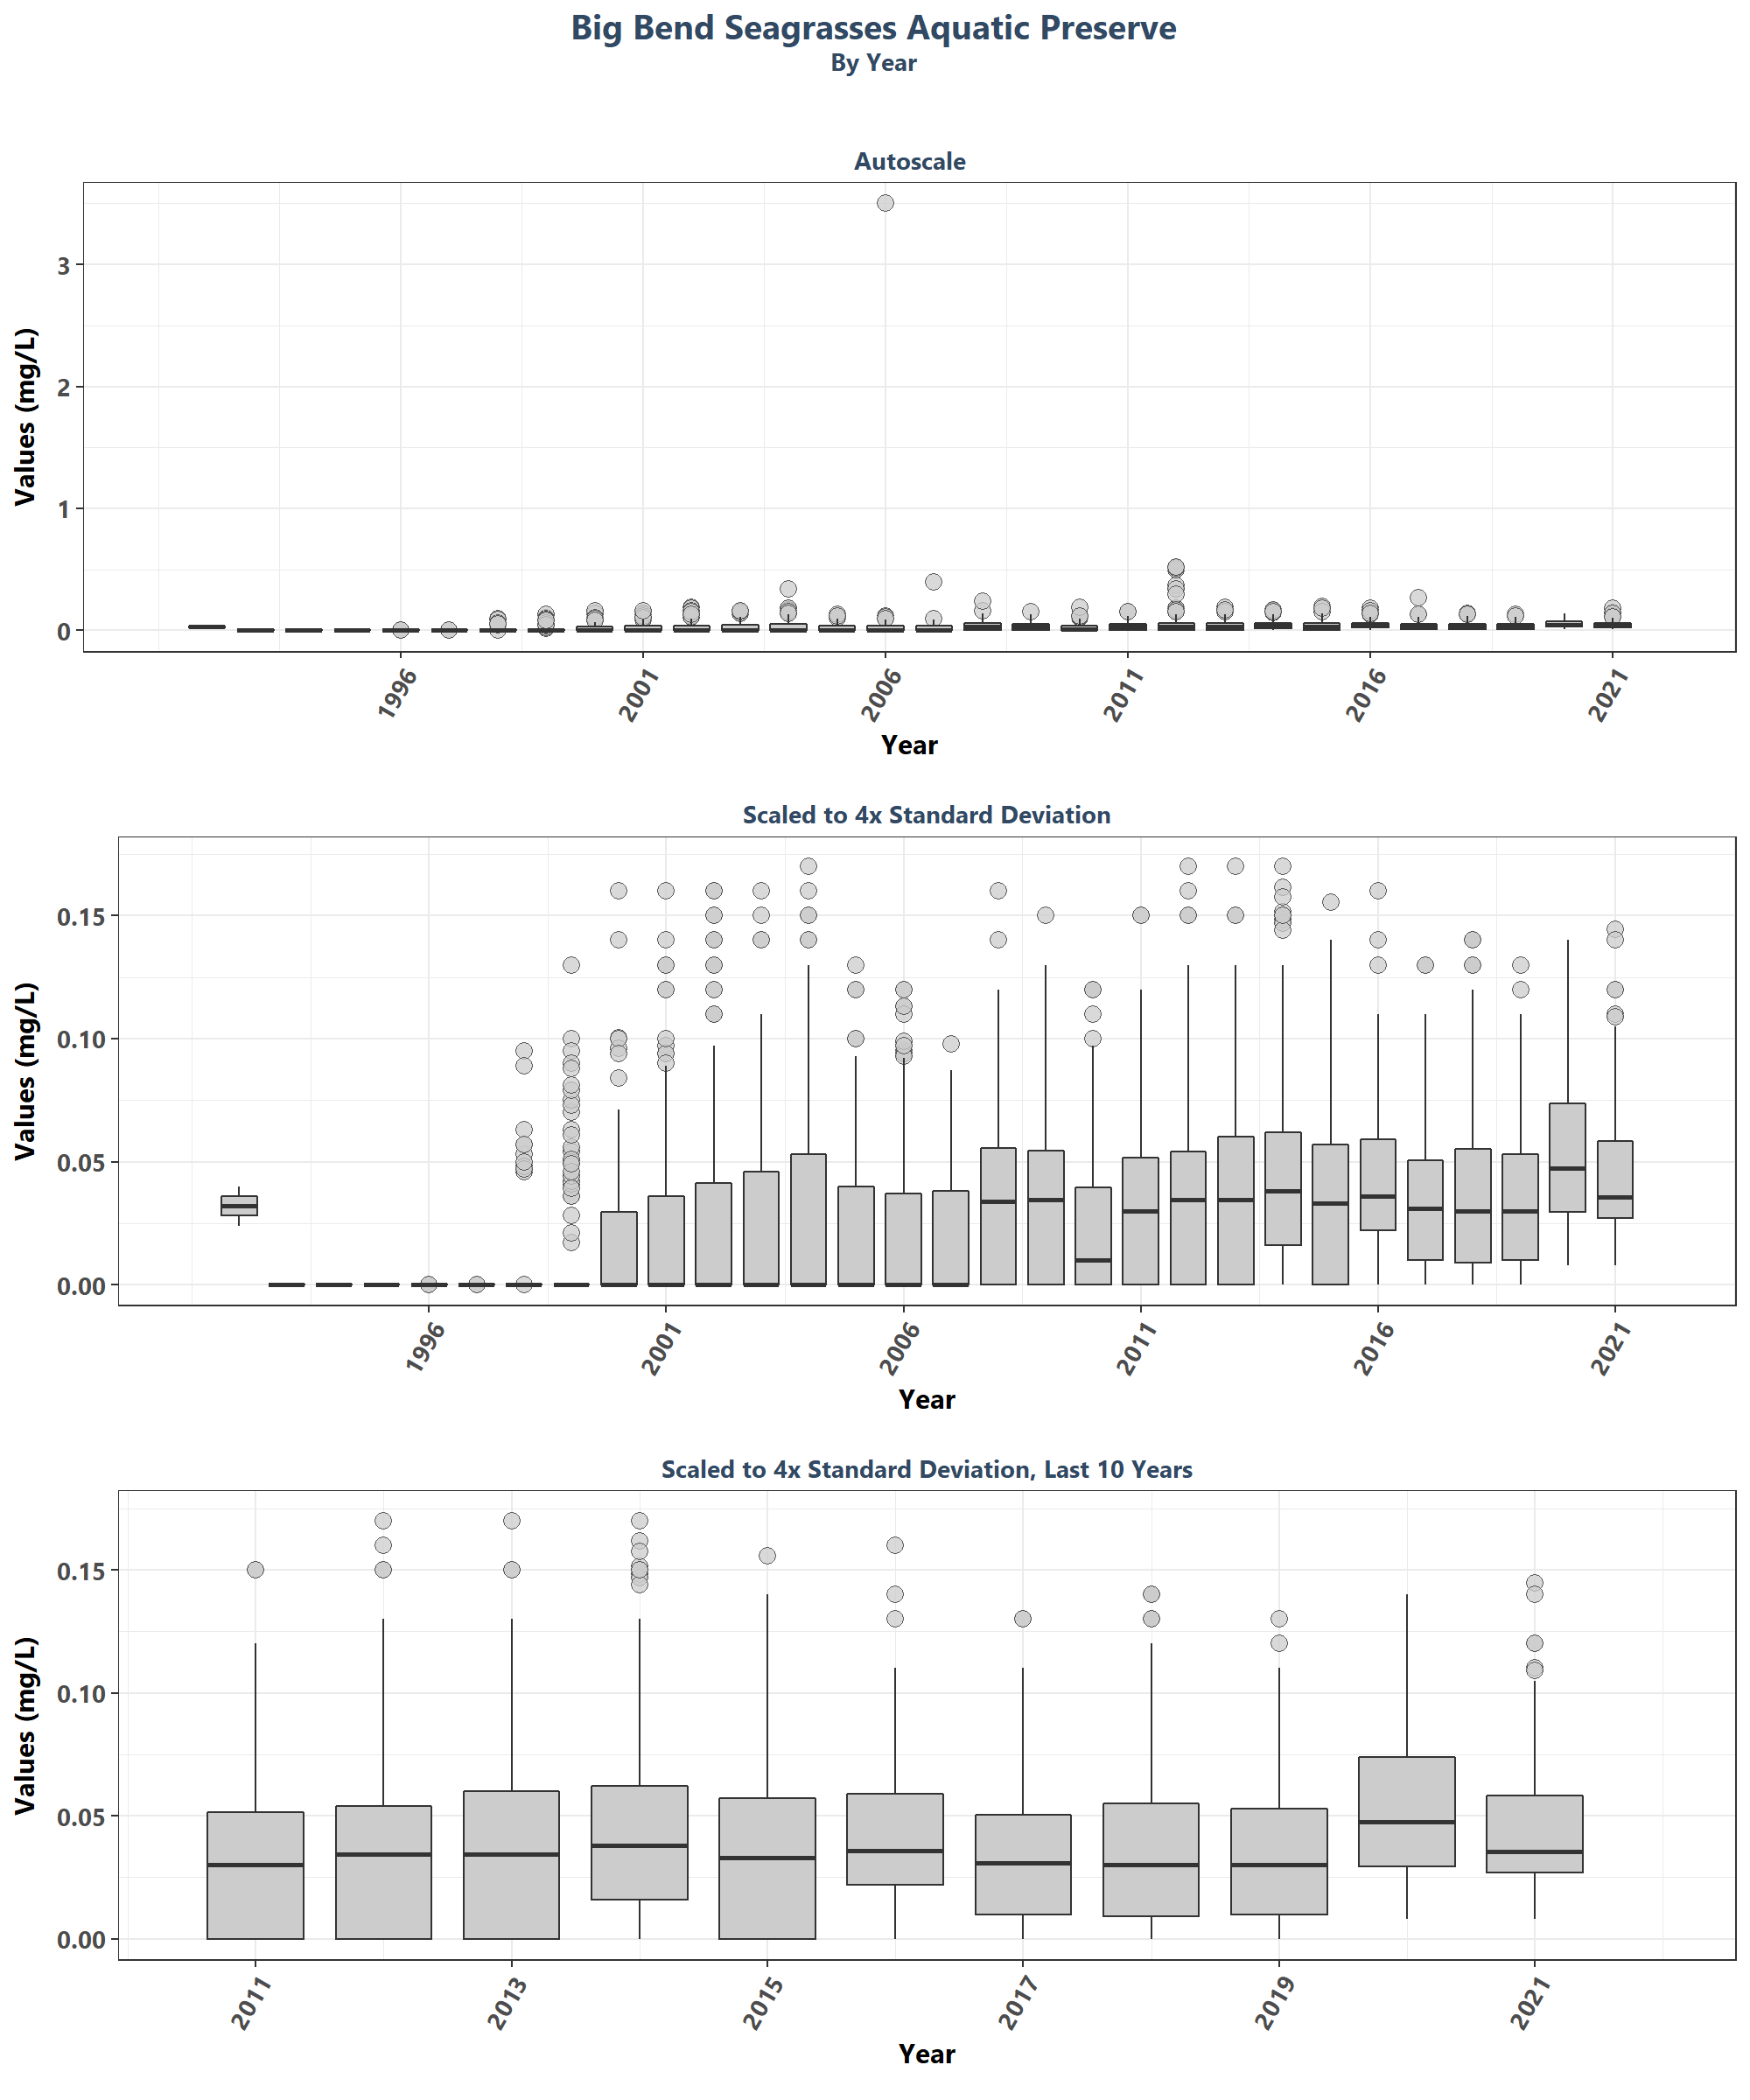 Big Bend Seagrasses Aquatic Preserve
By Year
Autoscale
Values (mg/L)
3
2
1
0
1996 2001 2006 2011 2016 2021
Year
Scaled to 4x Standard Deviation
Values (mg/L)
0.15
0.10
0.05
0.00
1996 2001 2006 2011 2016 2021
Year
Scaled to 4x Standard Deviation, Last 10 Years
Values (mg/L)
0.15
0.10
0.05
0.00
2011 2013 2015 2017 2019 2021
Year